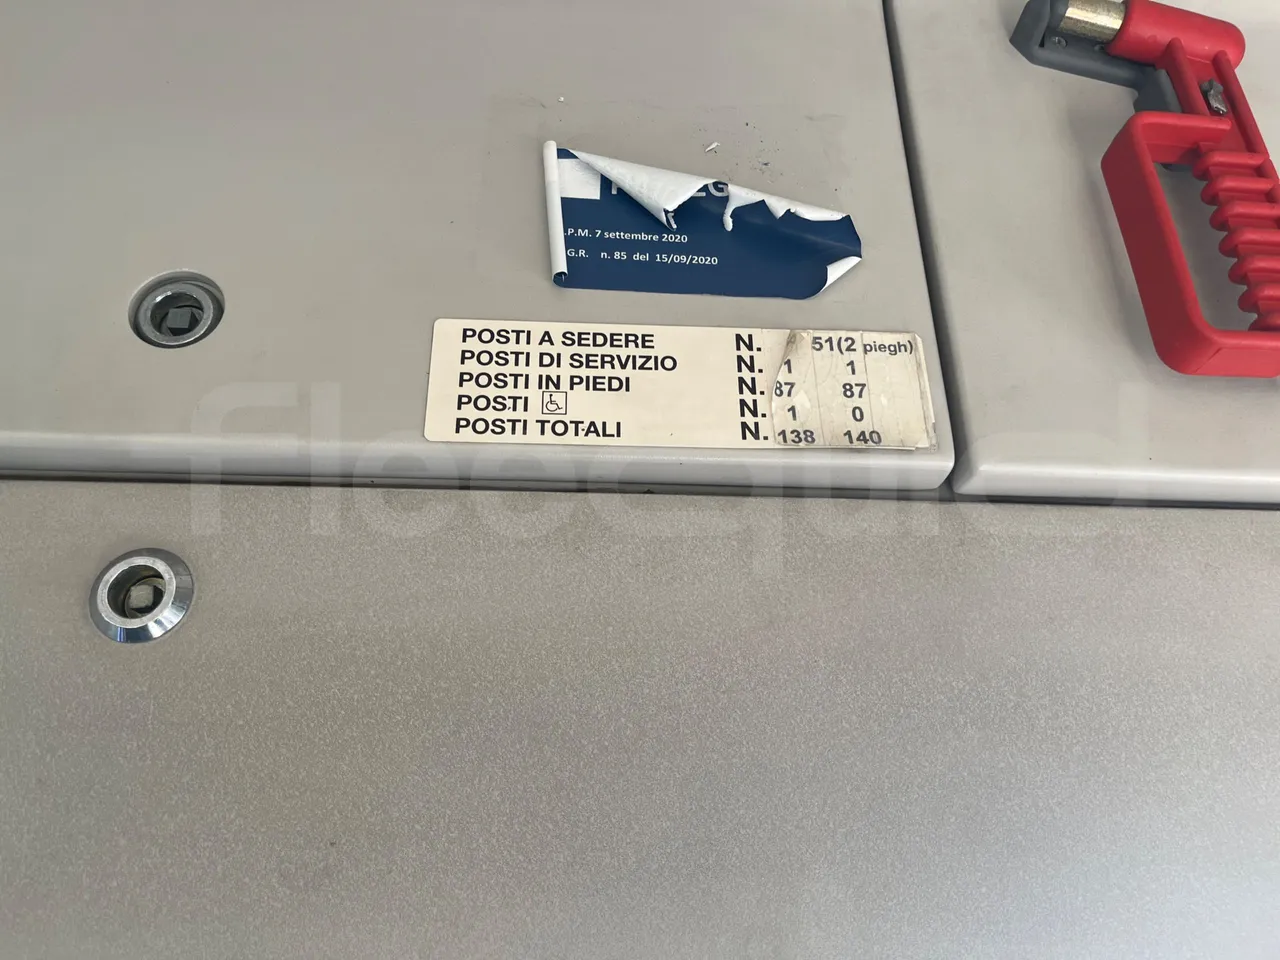 .P.M. 7 settembre 2020
G.R. n. 85 del 15/09/2020
POSTI A SEDERE N. 51(2 piegh)
POSTI DI SERVIZIO N. 1 1
POSTI IN PIEDI N. 87 87
POSTI N. 1 0
POSTI TOTALI N. 138 140
fleequid